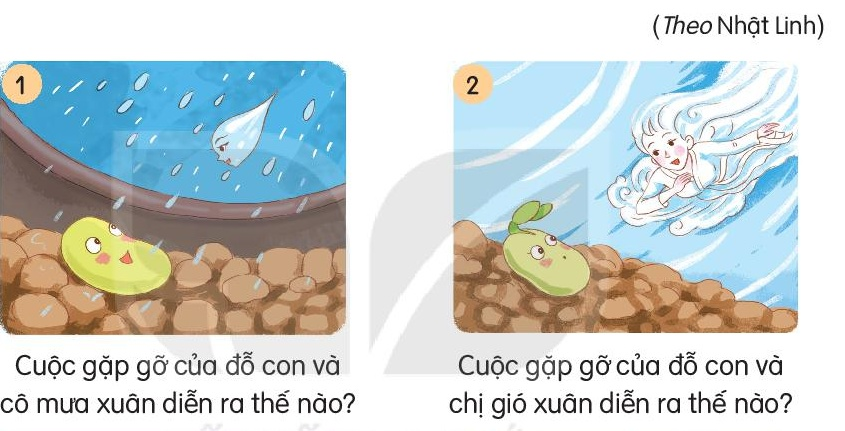 (Theo Nhật Linh)
1
2
Cuộc gặp gỡ của đỗ con và
cô mưa xuân diễn ra thế nào?
Cuộc gặp gỡ của đỗ con và
chị gió xuân diễn ra thế nào?